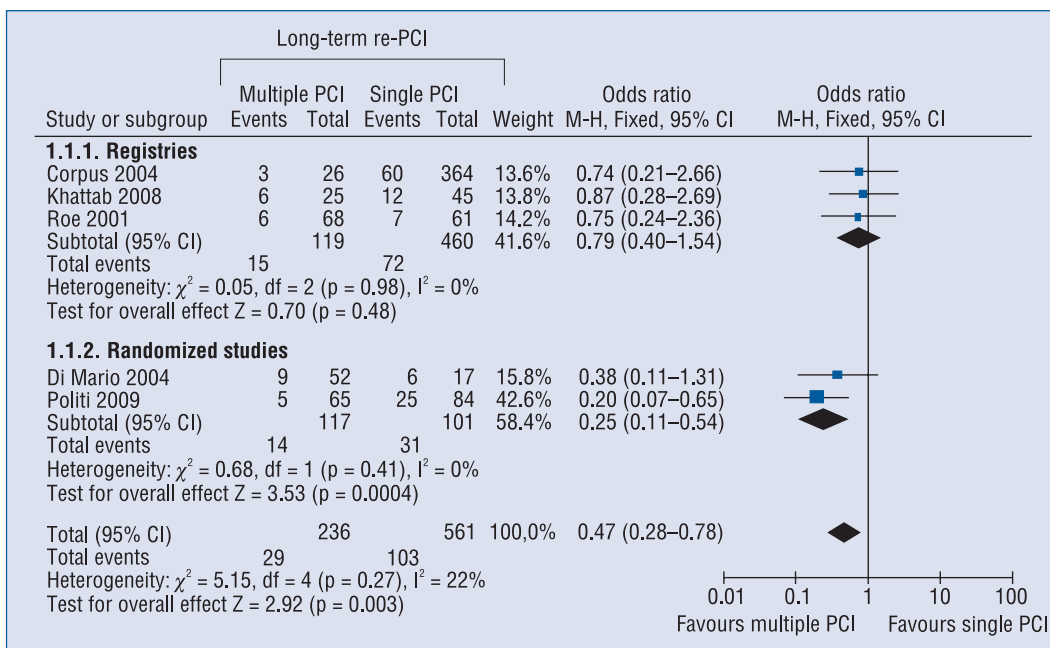 Long-term re-PCI
Multiple PCI Single PCI Odds ratio Odds ratio
Study or subgroup Events Total Events Total Weight M-H, Fixed, 95% CI M-H, Fixed, 95% CI
1.1.1. Registries
Corpus 2004 3 26 60 364 13.6% 0.74 (0.21–2.66)
Khattab 2008 6 25 12 45 13.8% 0.87 (0.28–2.69)
Roe 2001 6 68 7 61 14.2% 0.75 (0.24–2.36)
Subtotal (95% CI) 119 460 41.6% 0.79 (0.40–1.54)
Total events 15 72
Heterogeneity: χ² = 0.05, df = 2 (p = 0.98), I² = 0%
Test for overall effect Z = 0.70 (p = 0.48)
1.1.2. Randomized studies
Di Mario 2004 9 52 6 17 15.8% 0.38 (0.11–1.31)
Politi 2009 5 65 25 84 42.6% 0.20 (0.07–0.65)
Subtotal (95% CI) 117 101 58.4% 0.25 (0.11–0.54)
Total events 14 31
Heterogeneity: χ² = 0.68, df = 1 (p = 0.41), I² = 0%
Test for overall effect Z = 3.53 (p = 0.0004)
Total (95% CI) 236 561 100,0% 0.47 (0.28–0.78)
Total events 29 103
Heterogeneity: χ² = 5.15, df = 4 (p = 0.27), I² = 22%
Test for overall effect Z = 2.92 (p = 0.003)
0.01 0.1 1 10 100
Favours multiple PCI Favours single PCI